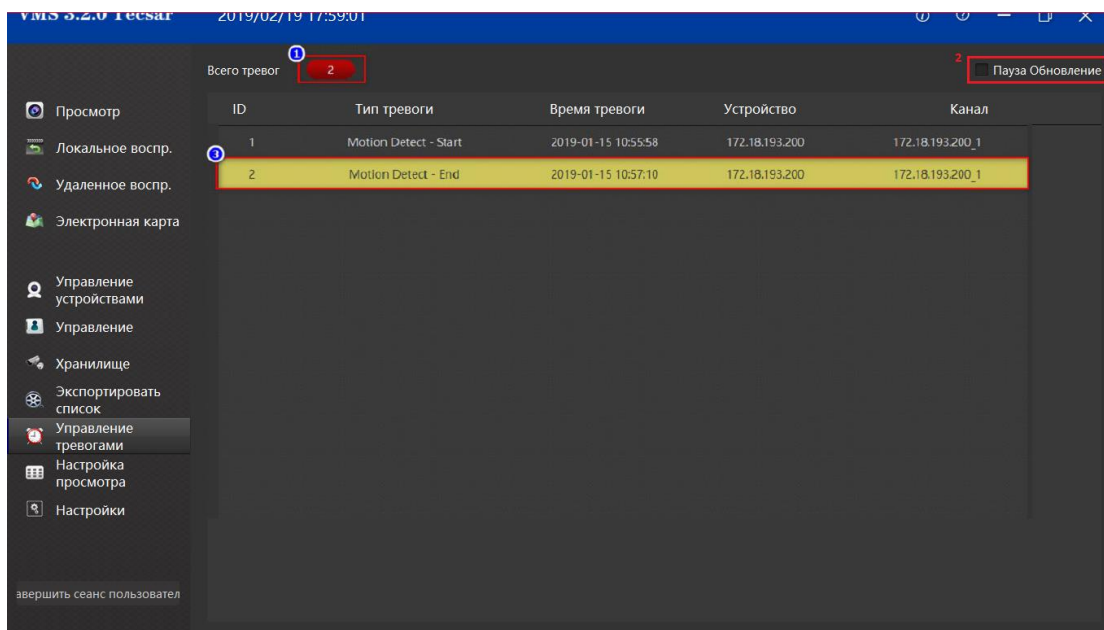 VMS 3.2.0 Tecsar 2019/02/19 17:59:01
1
Всего тревог 2
2 Пауза Обновление
ID Тип тревоги Время тревоги Устройство Канал
1 Motion Detect - Start 2019-01-15 10:55:58 172.18.193.200 172.18.193.200_1
3
2 Motion Detect - End 2019-01-15 10:57:10 172.18.193.200 172.18.193.200_1
Просмотр
Локальное воспр.
Удаленное воспр.
Электронная карта
Управление
устройствами
Управление
Хранилище
Экспортировать
список
Управление
тревогами
Настройка
просмотра
Настройки
авершить сеанс пользовател